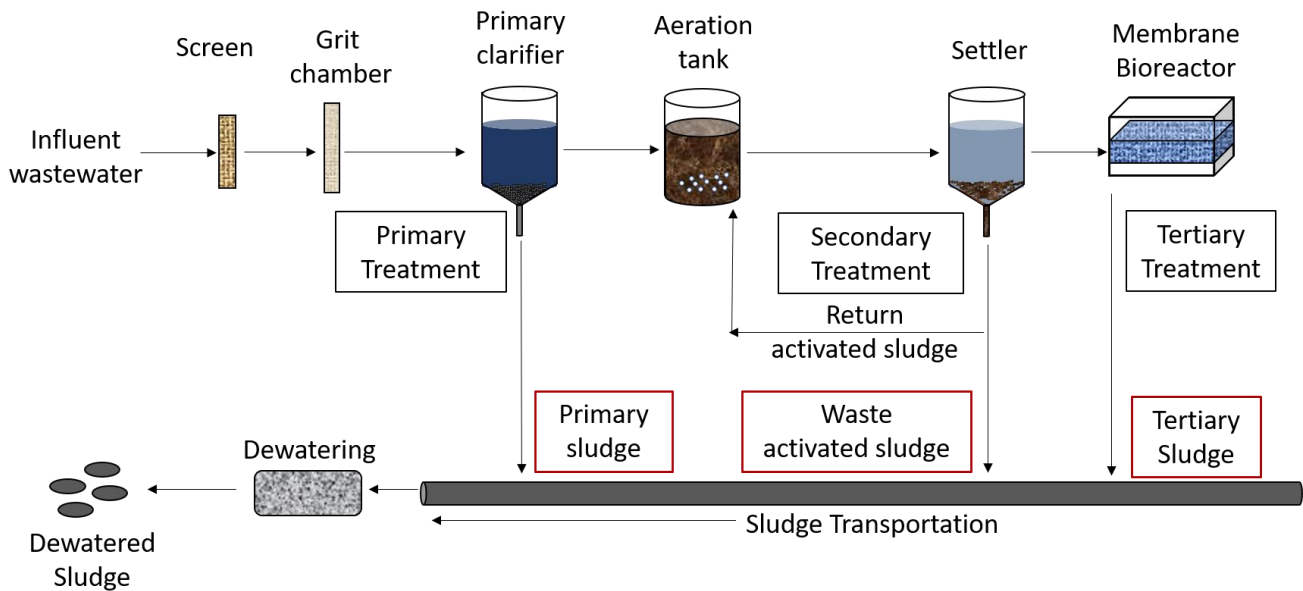 Screen
Grit
chamber
Primary
clarifier
Aeration
tank
Settler
Membrane
Bioreactor
Influent
wastewater
Primary
Treatment
Secondary
Treatment
Tertiary
Treatment
Return
activated sludge
Primary
sludge
Waste
activated sludge
Tertiary
Sludge
Dewatering
Sludge Transportation
Dewatered
Sludge